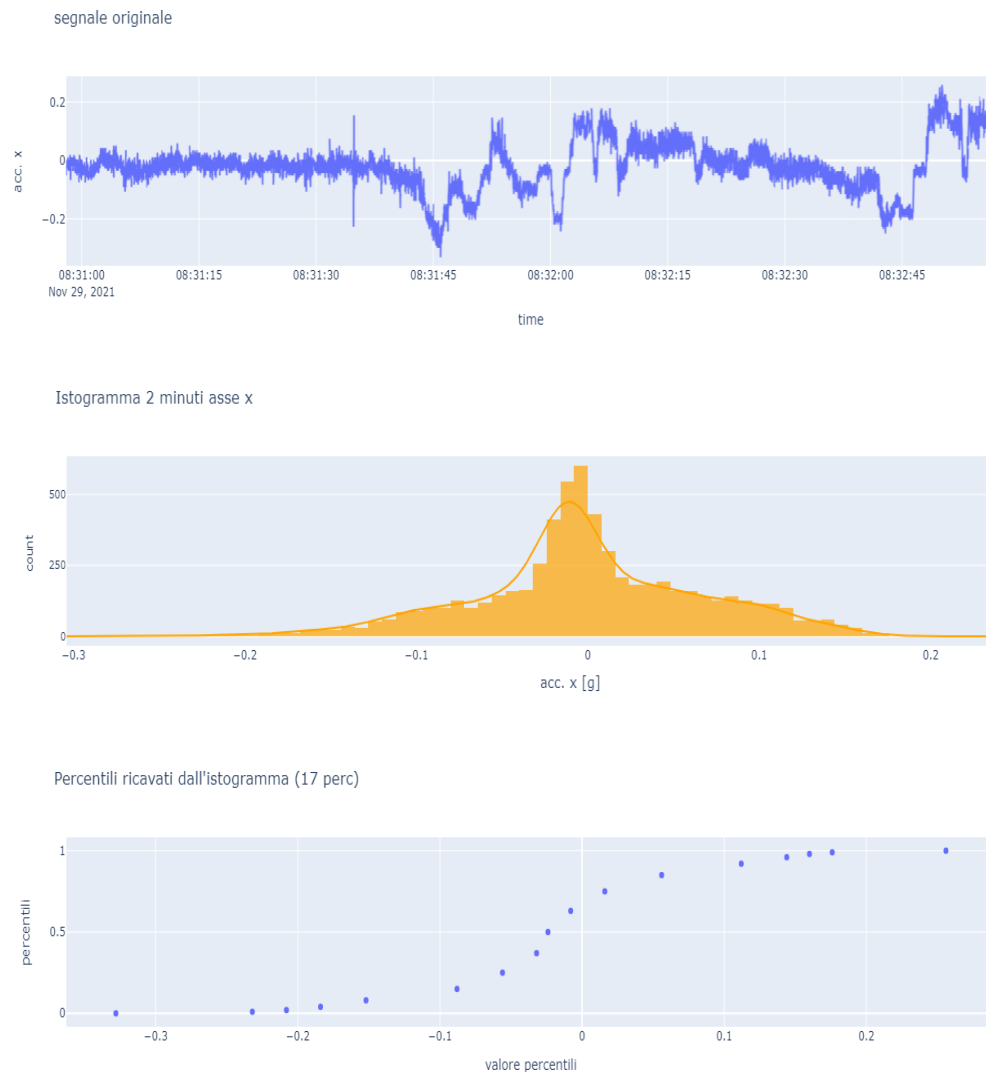 segnale originale
acc. x
0.2
0
−0.2
08:31:00 08:31:15 08:31:30 08:31:45 08:32:00 08:32:15 08:32:30 08:32:45
Nov 29, 2021
time
Istogramma 2 minuti asse x
count
500
250
0
−0.3 −0.2 −0.1 0 0.1 0.2
acc. x [g]
Percentili ricavati dall'istogramma (17 perc)
percentili
1
0.5
0
−0.3 −0.2 −0.1 0 0.1 0.2
valore percentili